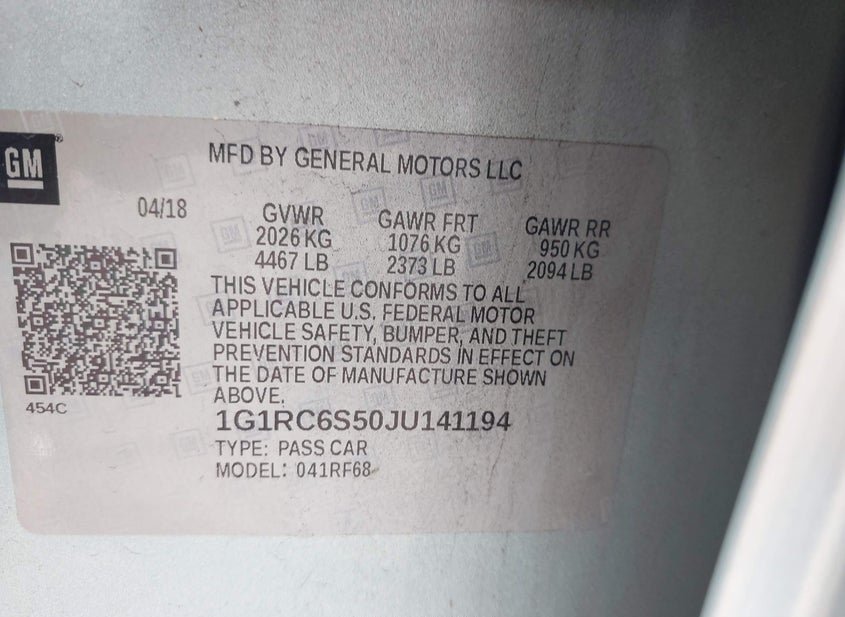 GM
MFD BY GENERAL MOTORS LLC
04/18
GVWR GAWR FRT GAWR RR
2026 KG 1076 KG 950 KG
4467 LB 2373 LB 2094 LB
THIS VEHICLE CONFORMS TO ALL
APPLICABLE U.S. FEDERAL MOTOR
VEHICLE SAFETY, BUMPER, AND THEFT
PREVENTION STANDARDS IN EFFECT ON
THE DATE OF MANUFACTURE SHOWN
ABOVE.
454C
1G1RC6S50JU141194
TYPE: PASS CAR
MODEL: 041RF68